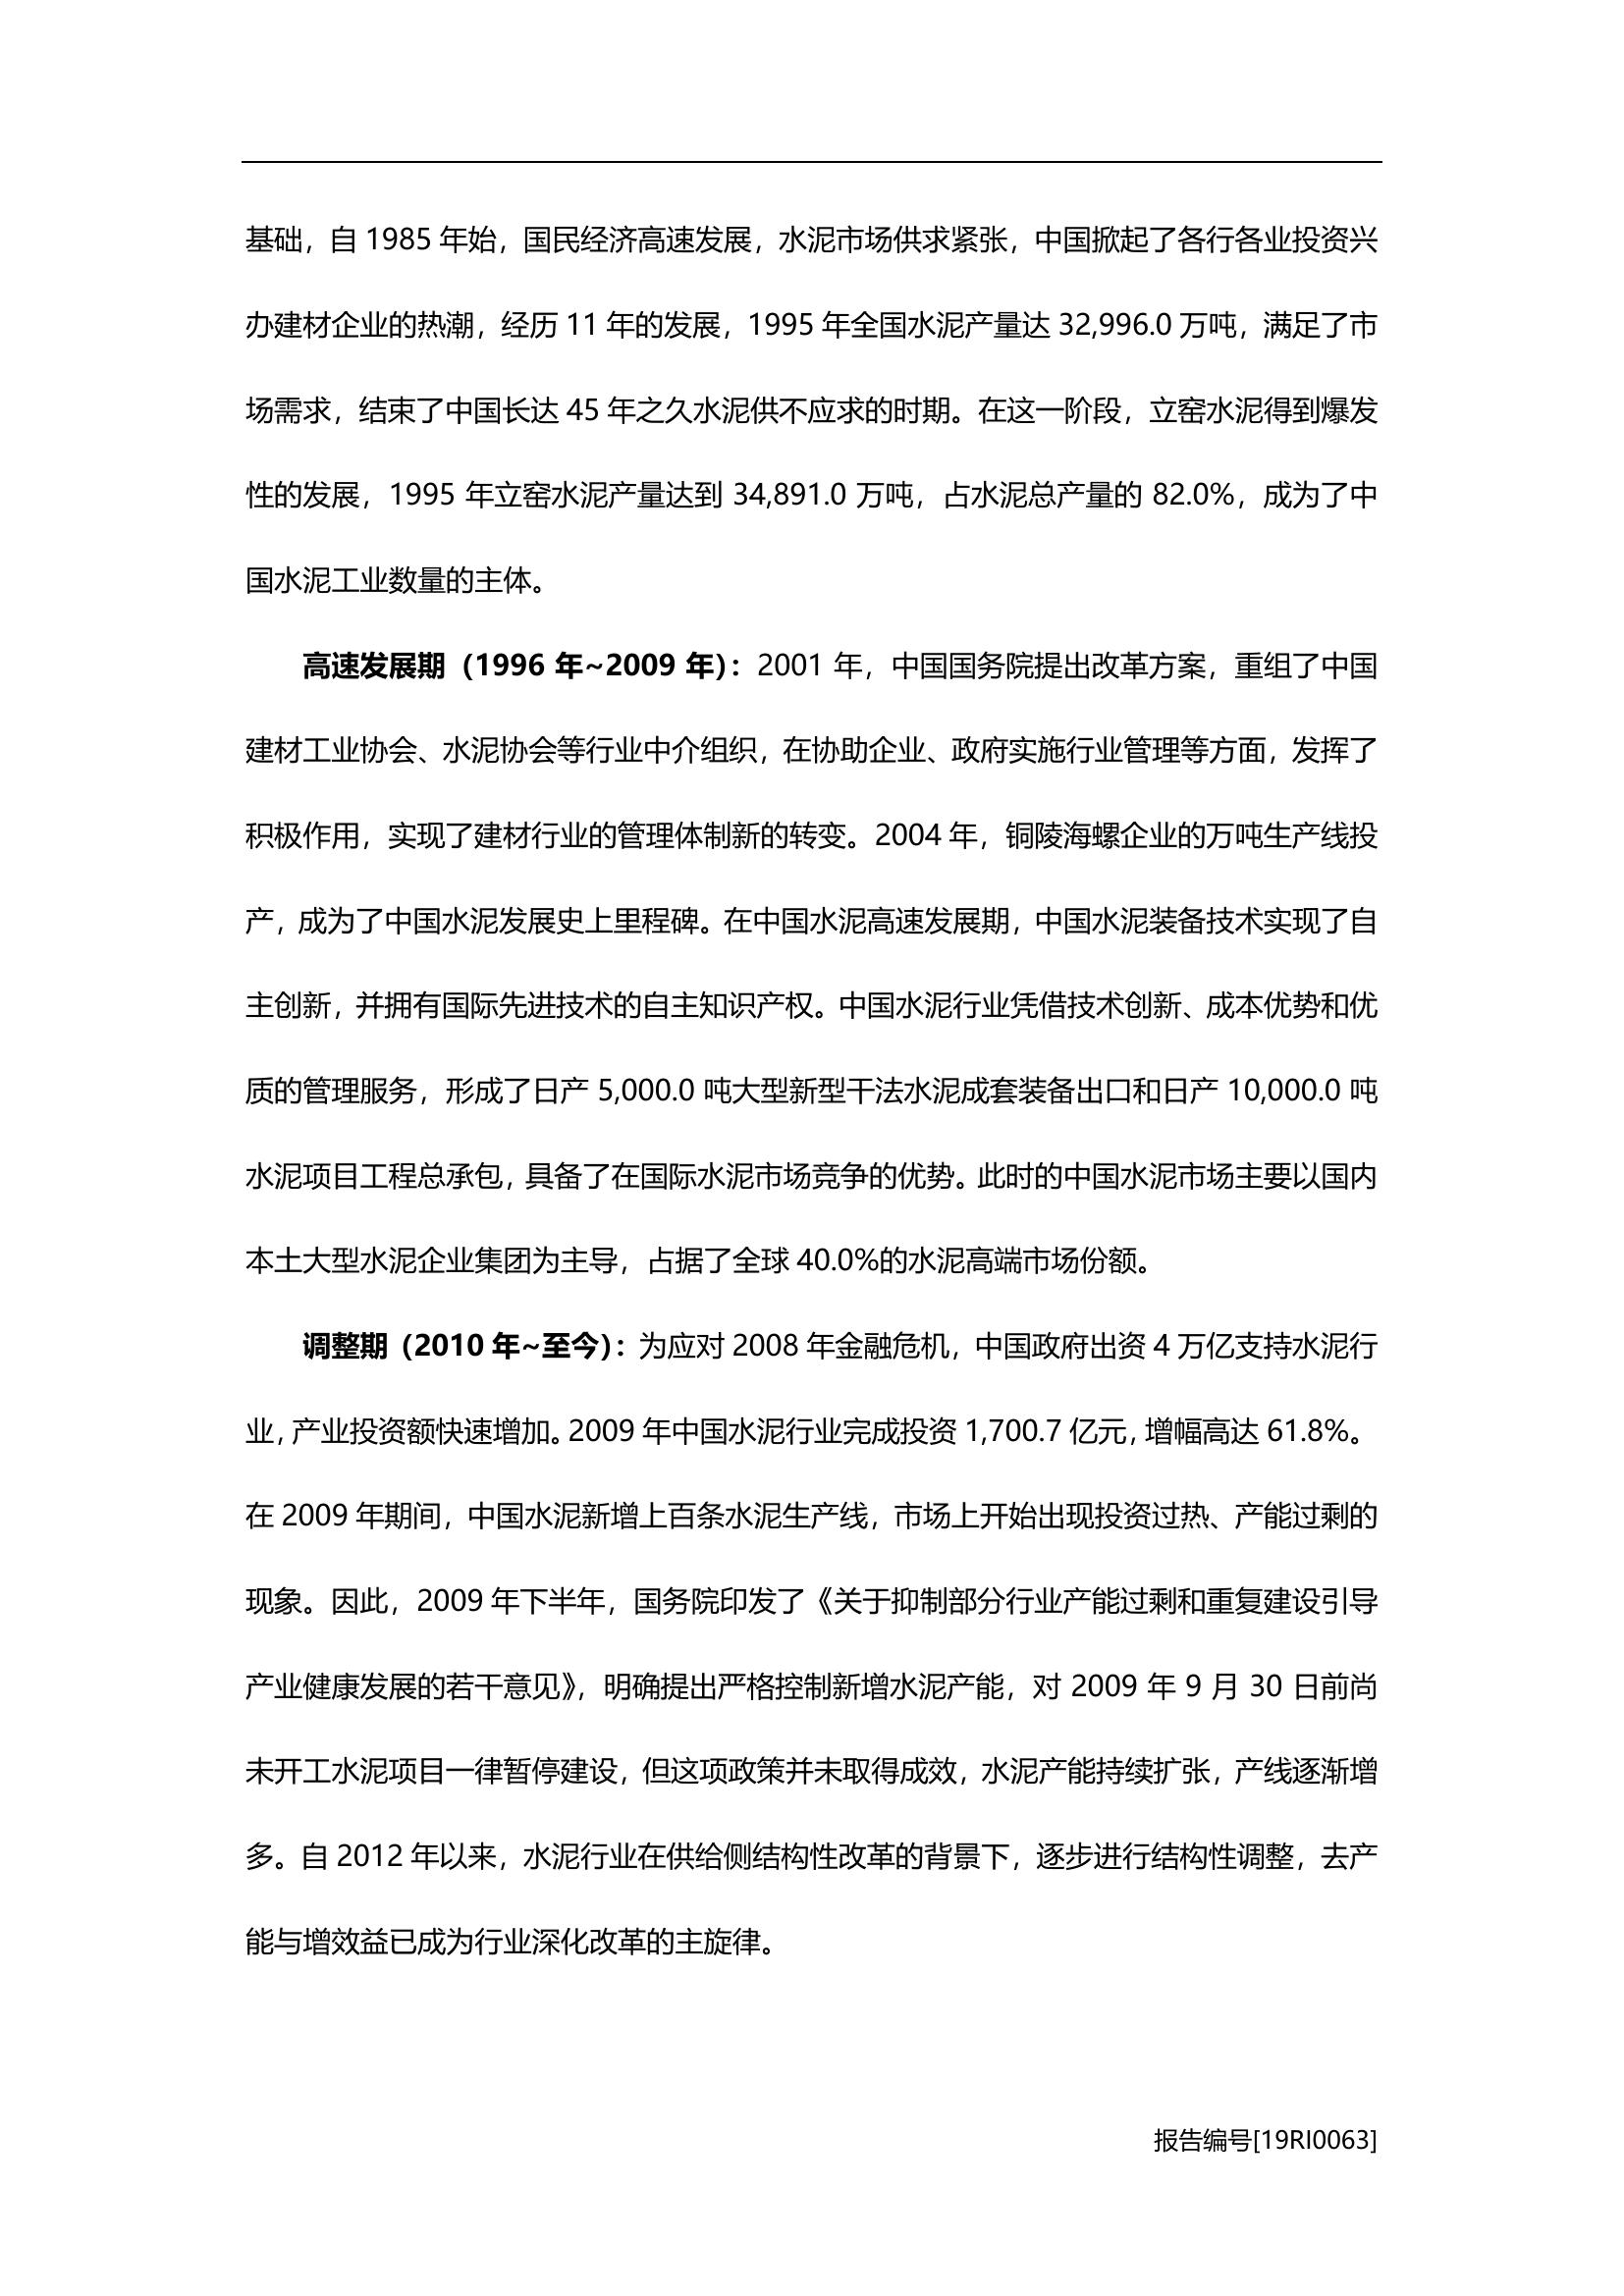 基础，自 1985 年始，国民经济高速发展，水泥市场供求紧张，中国掀起了各行各业投资兴
办建材企业的热潮，经历 11 年的发展，1995 年全国水泥产量达 32,996.0 万吨，满足了市
场需求，结束了中国长达 45 年之久水泥供不应求的时期。在这一阶段，立窑水泥得到爆发
性的发展，1995 年立窑水泥产量达到 34,891.0 万吨，占水泥总产量的 82.0%，成为了中
国水泥工业数量的主体。
高速发展期（1996 年~2009 年）：2001 年，中国国务院提出改革方案，重组了中国
建材工业协会、水泥协会等行业中介组织，在协助企业、政府实施行业管理等方面，发挥了
积极作用，实现了建材行业的管理体制新的转变。2004 年，铜陵海螺企业的万吨生产线投
产，成为了中国水泥发展史上里程碑。在中国水泥高速发展期，中国水泥装备技术实现了自
主创新，并拥有国际先进技术的自主知识产权。中国水泥行业凭借技术创新、成本优势和优
质的管理服务，形成了日产 5,000.0 吨大型新型干法水泥成套装备出口和日产 10,000.0 吨
水泥项目工程总承包，具备了在国际水泥市场竞争的优势。此时的中国水泥市场主要以国内
本土大型水泥企业集团为主导，占据了全球 40.0%的水泥高端市场份额。
调整期（2010 年~至今）：为应对 2008 年金融危机，中国政府出资 4 万亿支持水泥行
业，产业投资额快速增加。2009 年中国水泥行业完成投资 1,700.7 亿元，增幅高达 61.8%。
在 2009 年期间，中国水泥新增上百条水泥生产线，市场上开始出现投资过热、产能过剩的
现象。因此，2009 年下半年，国务院印发了《关于抑制部分行业产能过剩和重复建设引导
产业健康发展的若干意见》，明确提出严格控制新增水泥产能，对 2009 年 9 月 30 日前尚
未开工水泥项目一律暂停建设，但这项政策并未取得成效，水泥产能持续扩张，产线逐渐增
多。自 2012 年以来，水泥行业在供给侧结构性改革的背景下，逐步进行结构性调整，去产
能与增效益已成为行业深化改革的主旋律。
报告编号[19RI0063]